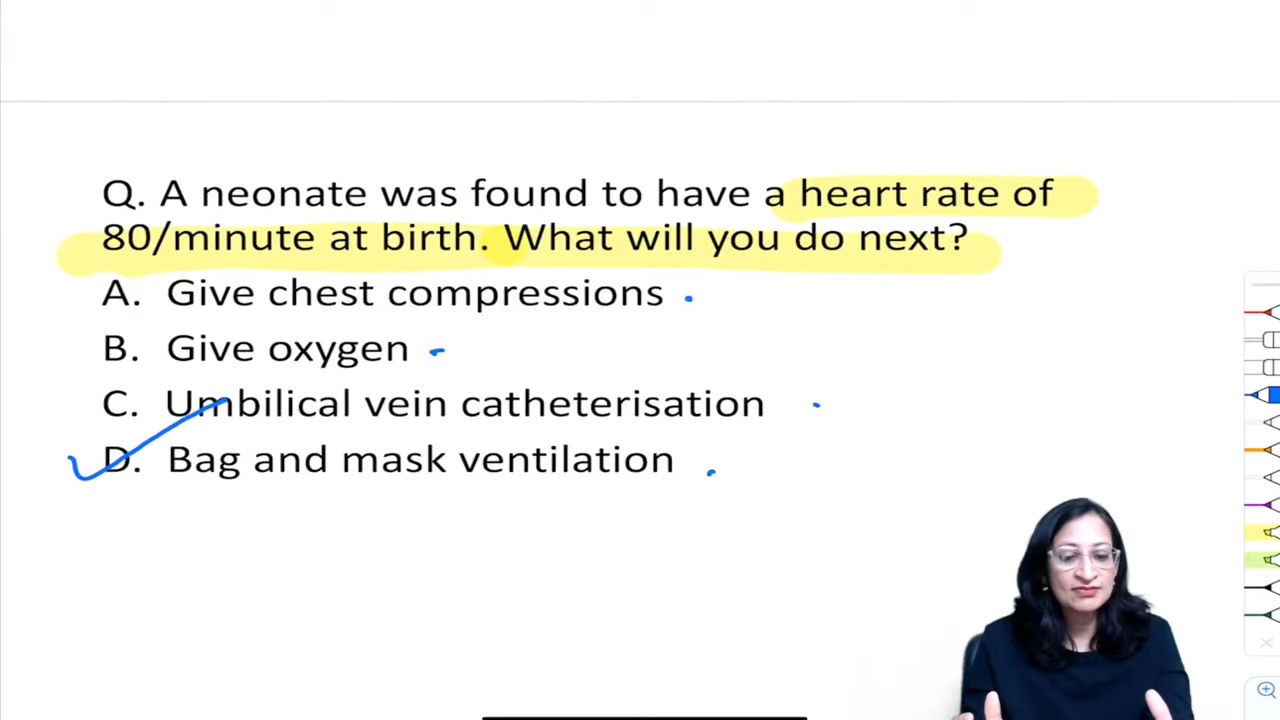 Q. A neonate was found to have a heart rate of
80/minute at birth. What will you do next?
A. Give chest compressions
B. Give oxygen
C. Umbilical vein catheterisation
D. Bag and mask ventilation